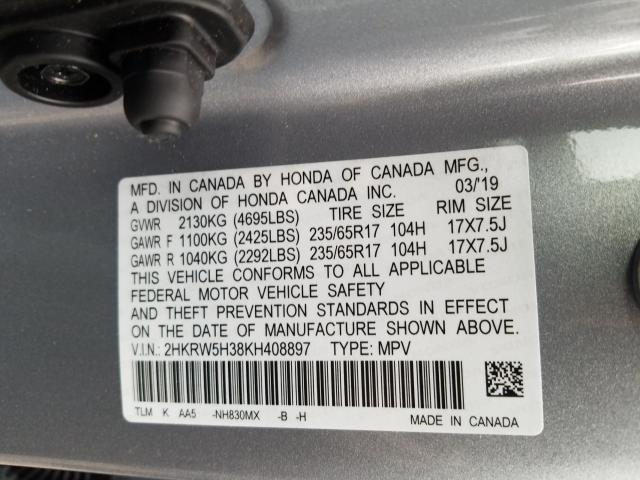 MFD. IN CANADA BY HONDA OF CANADA MFG.,
A DIVISION OF HONDA CANADA INC. 03/'19
GVWR 2130KG (4695LBS) TIRE SIZE RIM SIZE
GAWR F 1100KG (2425LBS) 235/65R17 104H 17X7.5J
GAWR R 1040KG (2292LBS) 235/65R17 104H 17X7.5J
THIS VEHICLE CONFORMS TO ALL APPLICABLE
FEDERAL MOTOR VEHICLE SAFETY
AND THEFT PREVENTION STANDARDS IN EFFECT
ON THE DATE OF MANUFACTURE SHOWN ABOVE.
V.I.N.: 2HKRW5H38KH408897 TYPE: MPV
TLM K AA5 -NH830MX -B -H MADE IN CANADA